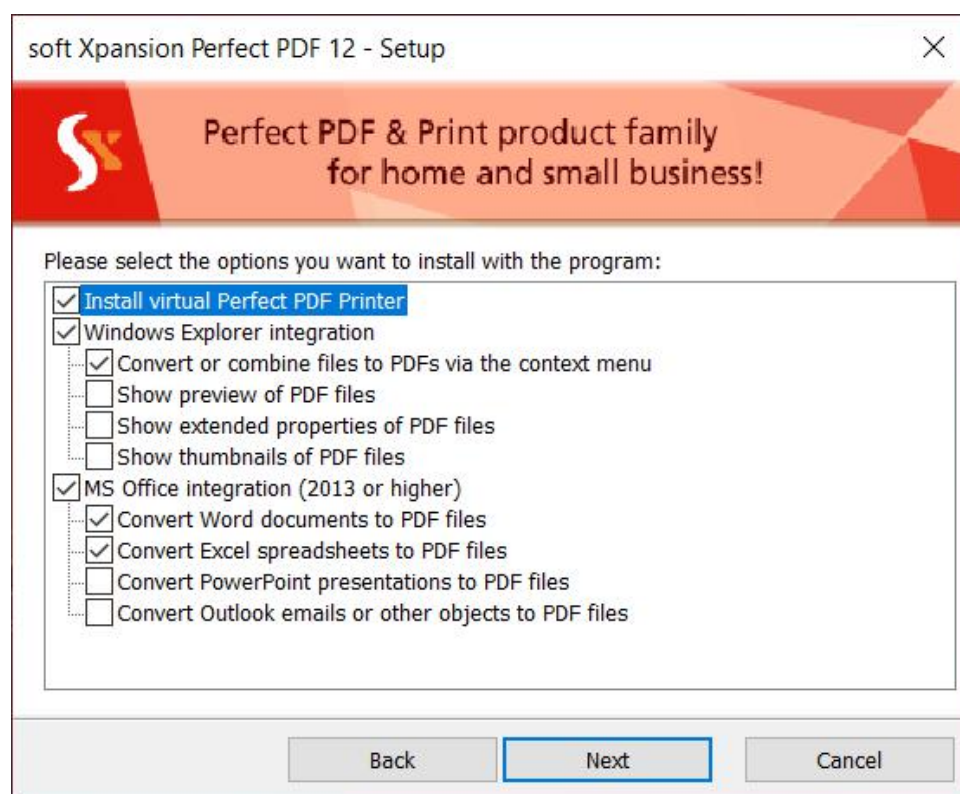 soft Xpansion Perfect PDF 12 - Setup
Sx
Perfect PDF & Print product family
for home and small business!
Please select the options you want to install with the program:
Install virtual Perfect PDF Printer
Windows Explorer integration
Convert or combine files to PDFs via the context menu
Show preview of PDF files
Show extended properties of PDF files
Show thumbnails of PDF files
MS Office integration (2013 or higher)
Convert Word documents to PDF files
Convert Excel spreadsheets to PDF files
Convert PowerPoint presentations to PDF files
Convert Outlook emails or other objects to PDF files
Back
Next
Cancel